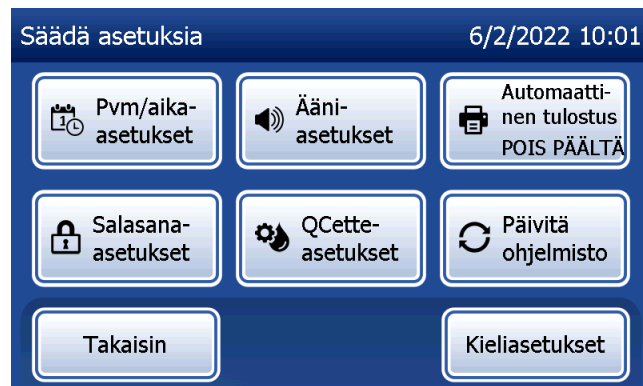 Säädä asetuksia 6/2/2022 10:01
Pvm/aika-
asetukset
Ääni-
asetukset
Automaatti-
nen tulostus
POIS PÄÄLTÄ
Salasana-
asetukset
QCette-
asetukset
Päivitä
ohjelmisto
Takaisin
Kieliasetukset